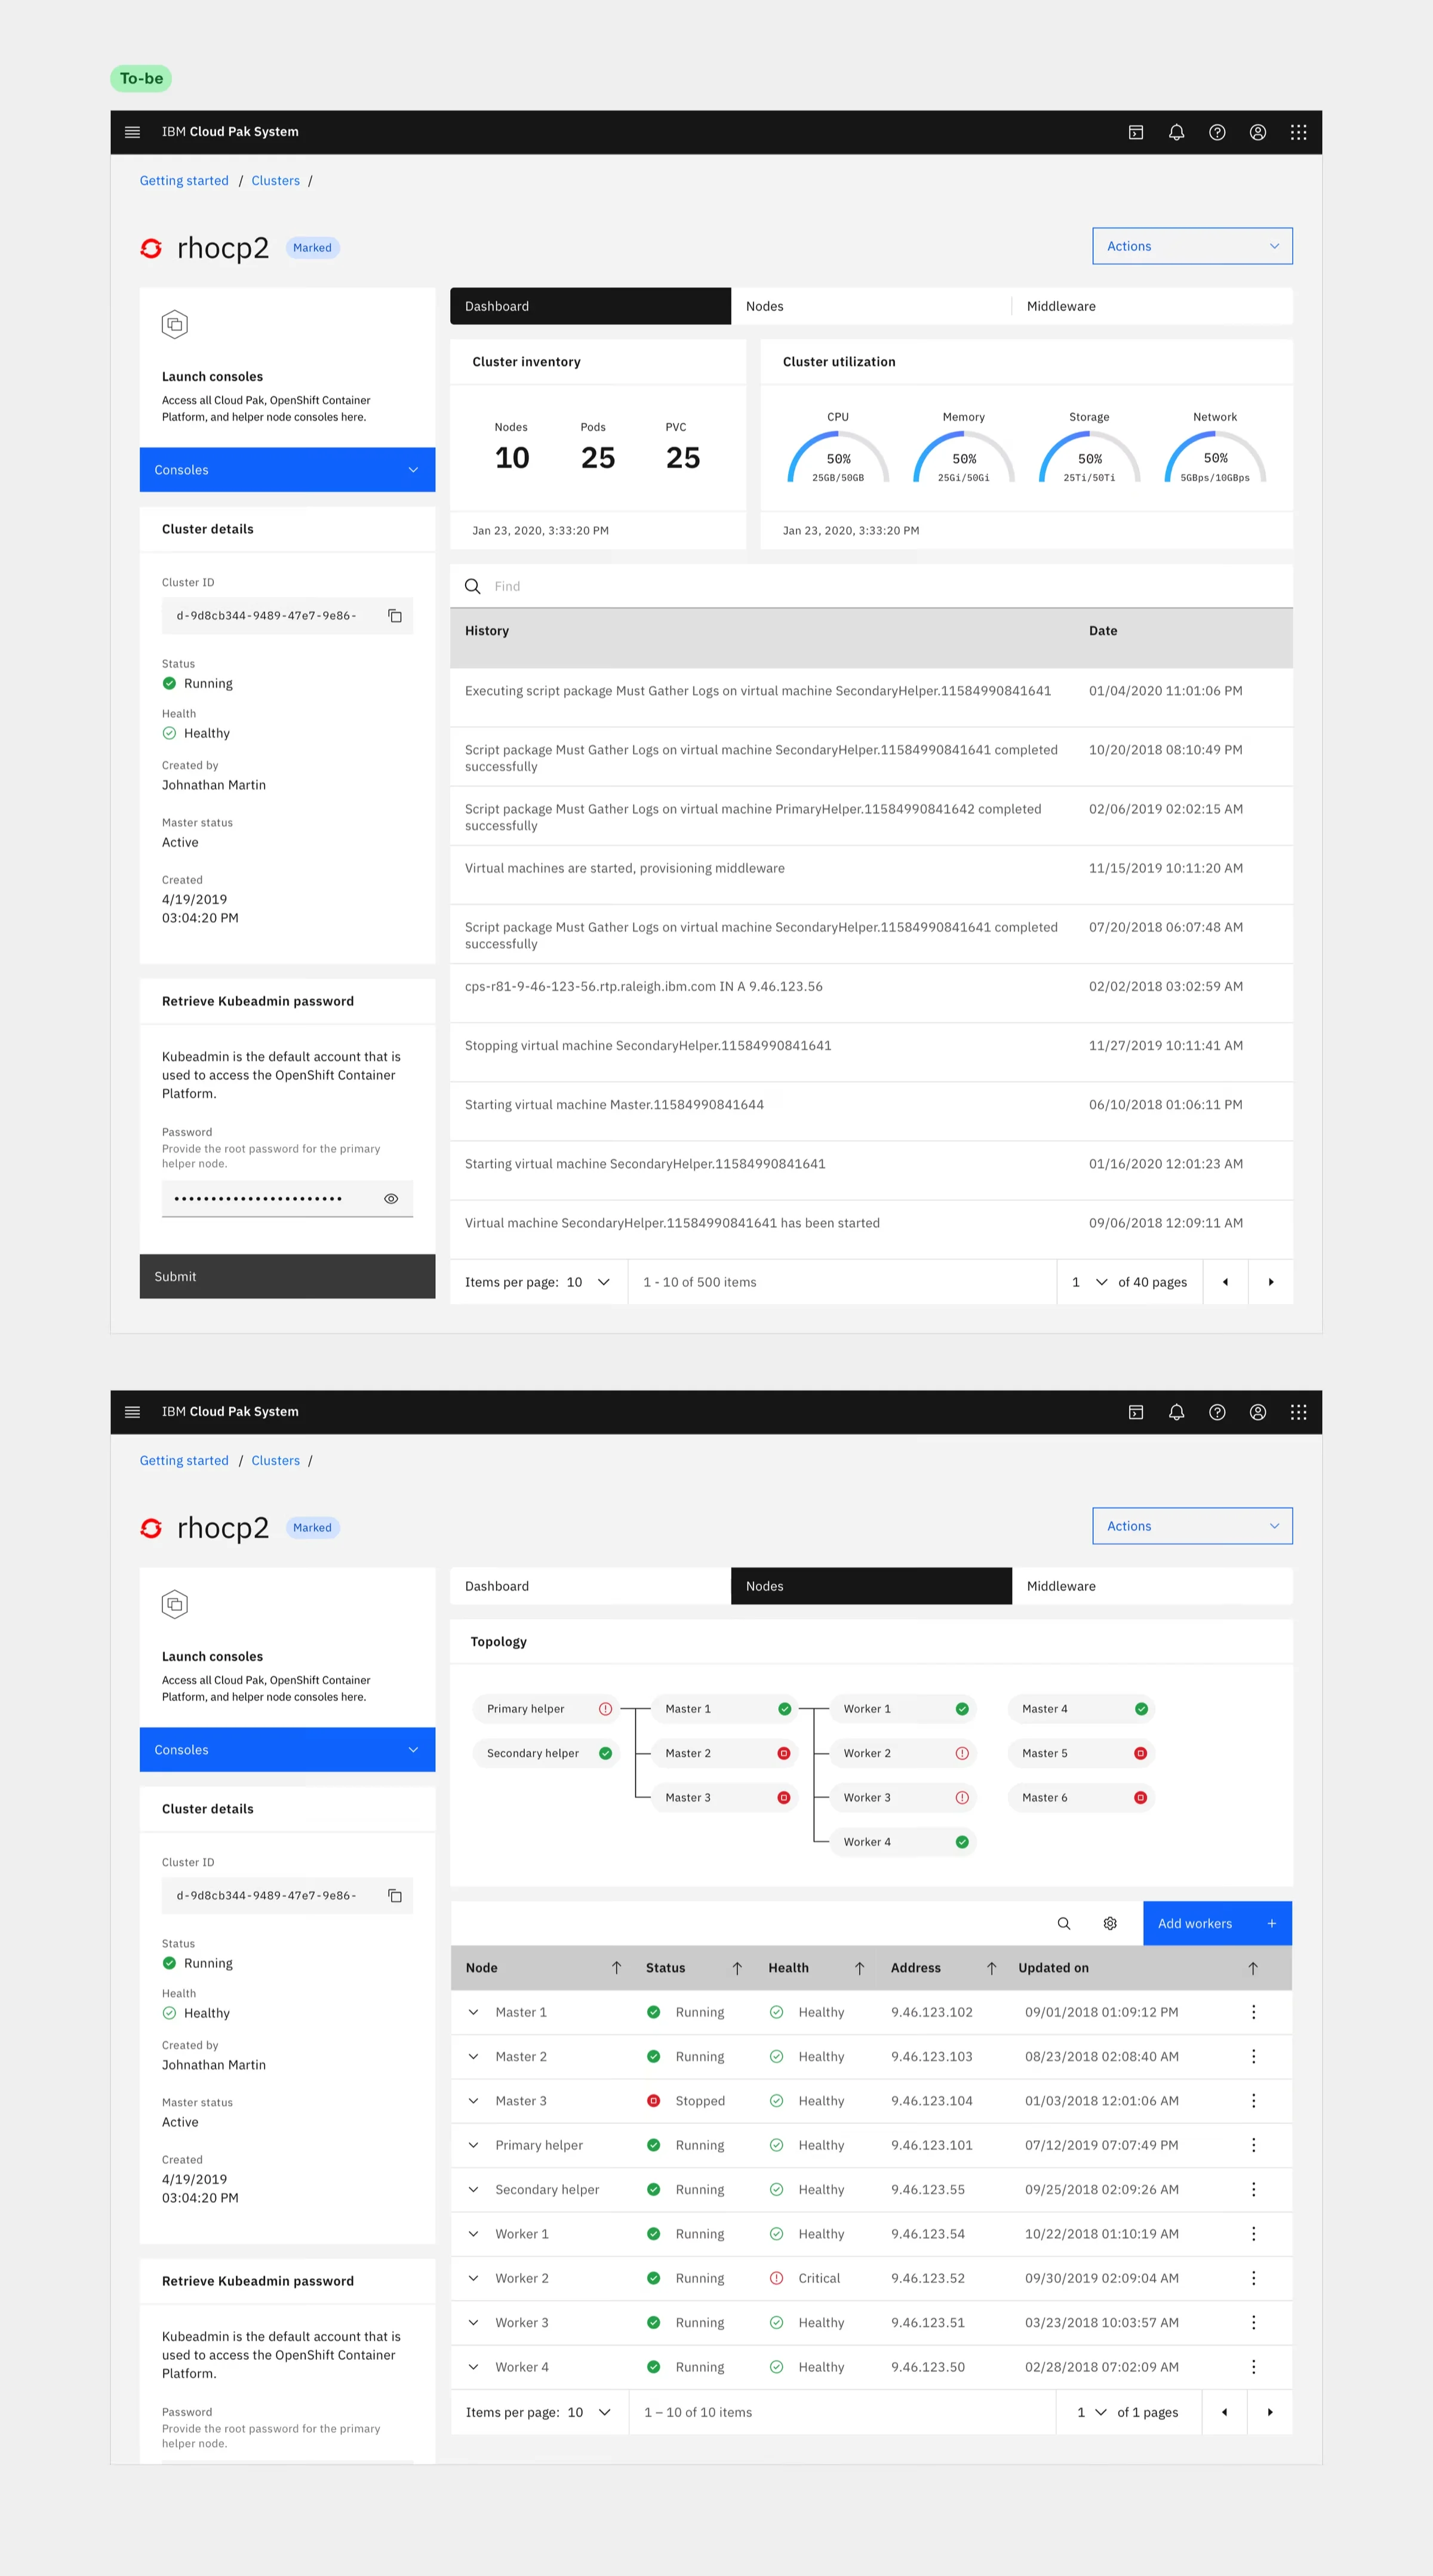 To-be
IBM Cloud Pak System
Getting started / Clusters /
rhocp2 Marked
Actions
Launch consoles
Access all Cloud Pak, OpenShift Container
Platform, and helper node consoles here.
Consoles
Cluster details
Cluster ID
d-9d8cb344-9489-47e7-9e86-
Status
Running
Health
Healthy
Created by
Johnathan Martin
Master status
Active
Created
4/19/2019
03:04:20 PM
Retrieve Kubeadmin password
Kubeadmin is the default account that is
used to access the OpenShift Container
Platform.
Password
Provide the root password for the primary
helper node.
Submit
Dashboard Nodes Middleware
Cluster inventory
Nodes Pods PVC
10 25 25
Jan 23, 2020, 3:33:20 PM
Cluster utilization
CPU Memory Storage Network
50% 50% 50% 50%
25GB/50GB 25Gi/50Gi 25Ti/50Ti 5GBps/10GBps
Jan 23, 2020, 3:33:20 PM
Find
History Date
Executing script package Must Gather Logs on virtual machine SecondaryHelper.11584990841641 01/04/2020 11:01:06 PM
Script package Must Gather Logs on virtual machine SecondaryHelper.11584990841641 completed 10/20/2018 08:10:49 PM
successfully
Script package Must Gather Logs on virtual machine PrimaryHelper.11584990841642 completed 02/06/2019 02:02:15 AM
successfully
Virtual machines are started, provisioning middleware 11/15/2019 10:11:20 AM
Script package Must Gather Logs on virtual machine SecondaryHelper.11584990841641 completed 07/20/2018 06:07:48 AM
successfully
cps-r81-9-46-123-56.rtp.raleigh.ibm.com IN A 9.46.123.56 02/02/2018 03:02:59 AM
Stopping virtual machine SecondaryHelper.11584990841641 11/27/2019 10:11:41 AM
Starting virtual machine Master.11584990841644 06/10/2018 01:06:11 PM
Starting virtual machine SecondaryHelper.11584990841641 01/16/2020 12:01:23 AM
Virtual machine SecondaryHelper.11584990841641 has been started 09/06/2018 12:09:11 AM
Items per page: 10 1 - 10 of 500 items 1 of 40 pages
IBM Cloud Pak System
Getting started / Clusters /
rhocp2 Marked
Actions
Launch consoles
Access all Cloud Pak, OpenShift Container
Platform, and helper node consoles here.
Consoles
Cluster details
Cluster ID
d-9d8cb344-9489-47e7-9e86-
Status
Running
Health
Healthy
Created by
Johnathan Martin
Master status
Active
Created
4/19/2019
03:04:20 PM
Retrieve Kubeadmin password
Kubeadmin is the default account that is
used to access the OpenShift Container
Platform.
Password
Provide the root password for the primary
helper node.
Dashboard Nodes Middleware
Topology
Primary helper Master 1 Worker 1 Master 4
Secondary helper Master 2 Worker 2 Master 5
Master 3 Worker 3 Master 6
Worker 4
Add workers +
Node Status Health Address Updated on
Master 1 Running Healthy 9.46.123.102 09/01/2018 01:09:12 PM
Master 2 Running Healthy 9.46.123.103 08/23/2018 02:08:40 AM
Master 3 Stopped Healthy 9.46.123.104 01/03/2018 12:01:06 AM
Primary helper Running Healthy 9.46.123.101 07/12/2019 07:07:49 PM
Secondary helper Running Healthy 9.46.123.55 09/25/2018 02:09:26 AM
Worker 1 Running Healthy 9.46.123.54 10/22/2018 01:10:19 AM
Worker 2 Running Critical 9.46.123.52 09/30/2019 02:09:04 AM
Worker 3 Running Healthy 9.46.123.51 03/23/2018 10:03:57 AM
Worker 4 Running Healthy 9.46.123.50 02/28/2018 07:02:09 AM
Items per page: 10 1 – 10 of 10 items 1 of 1 pages